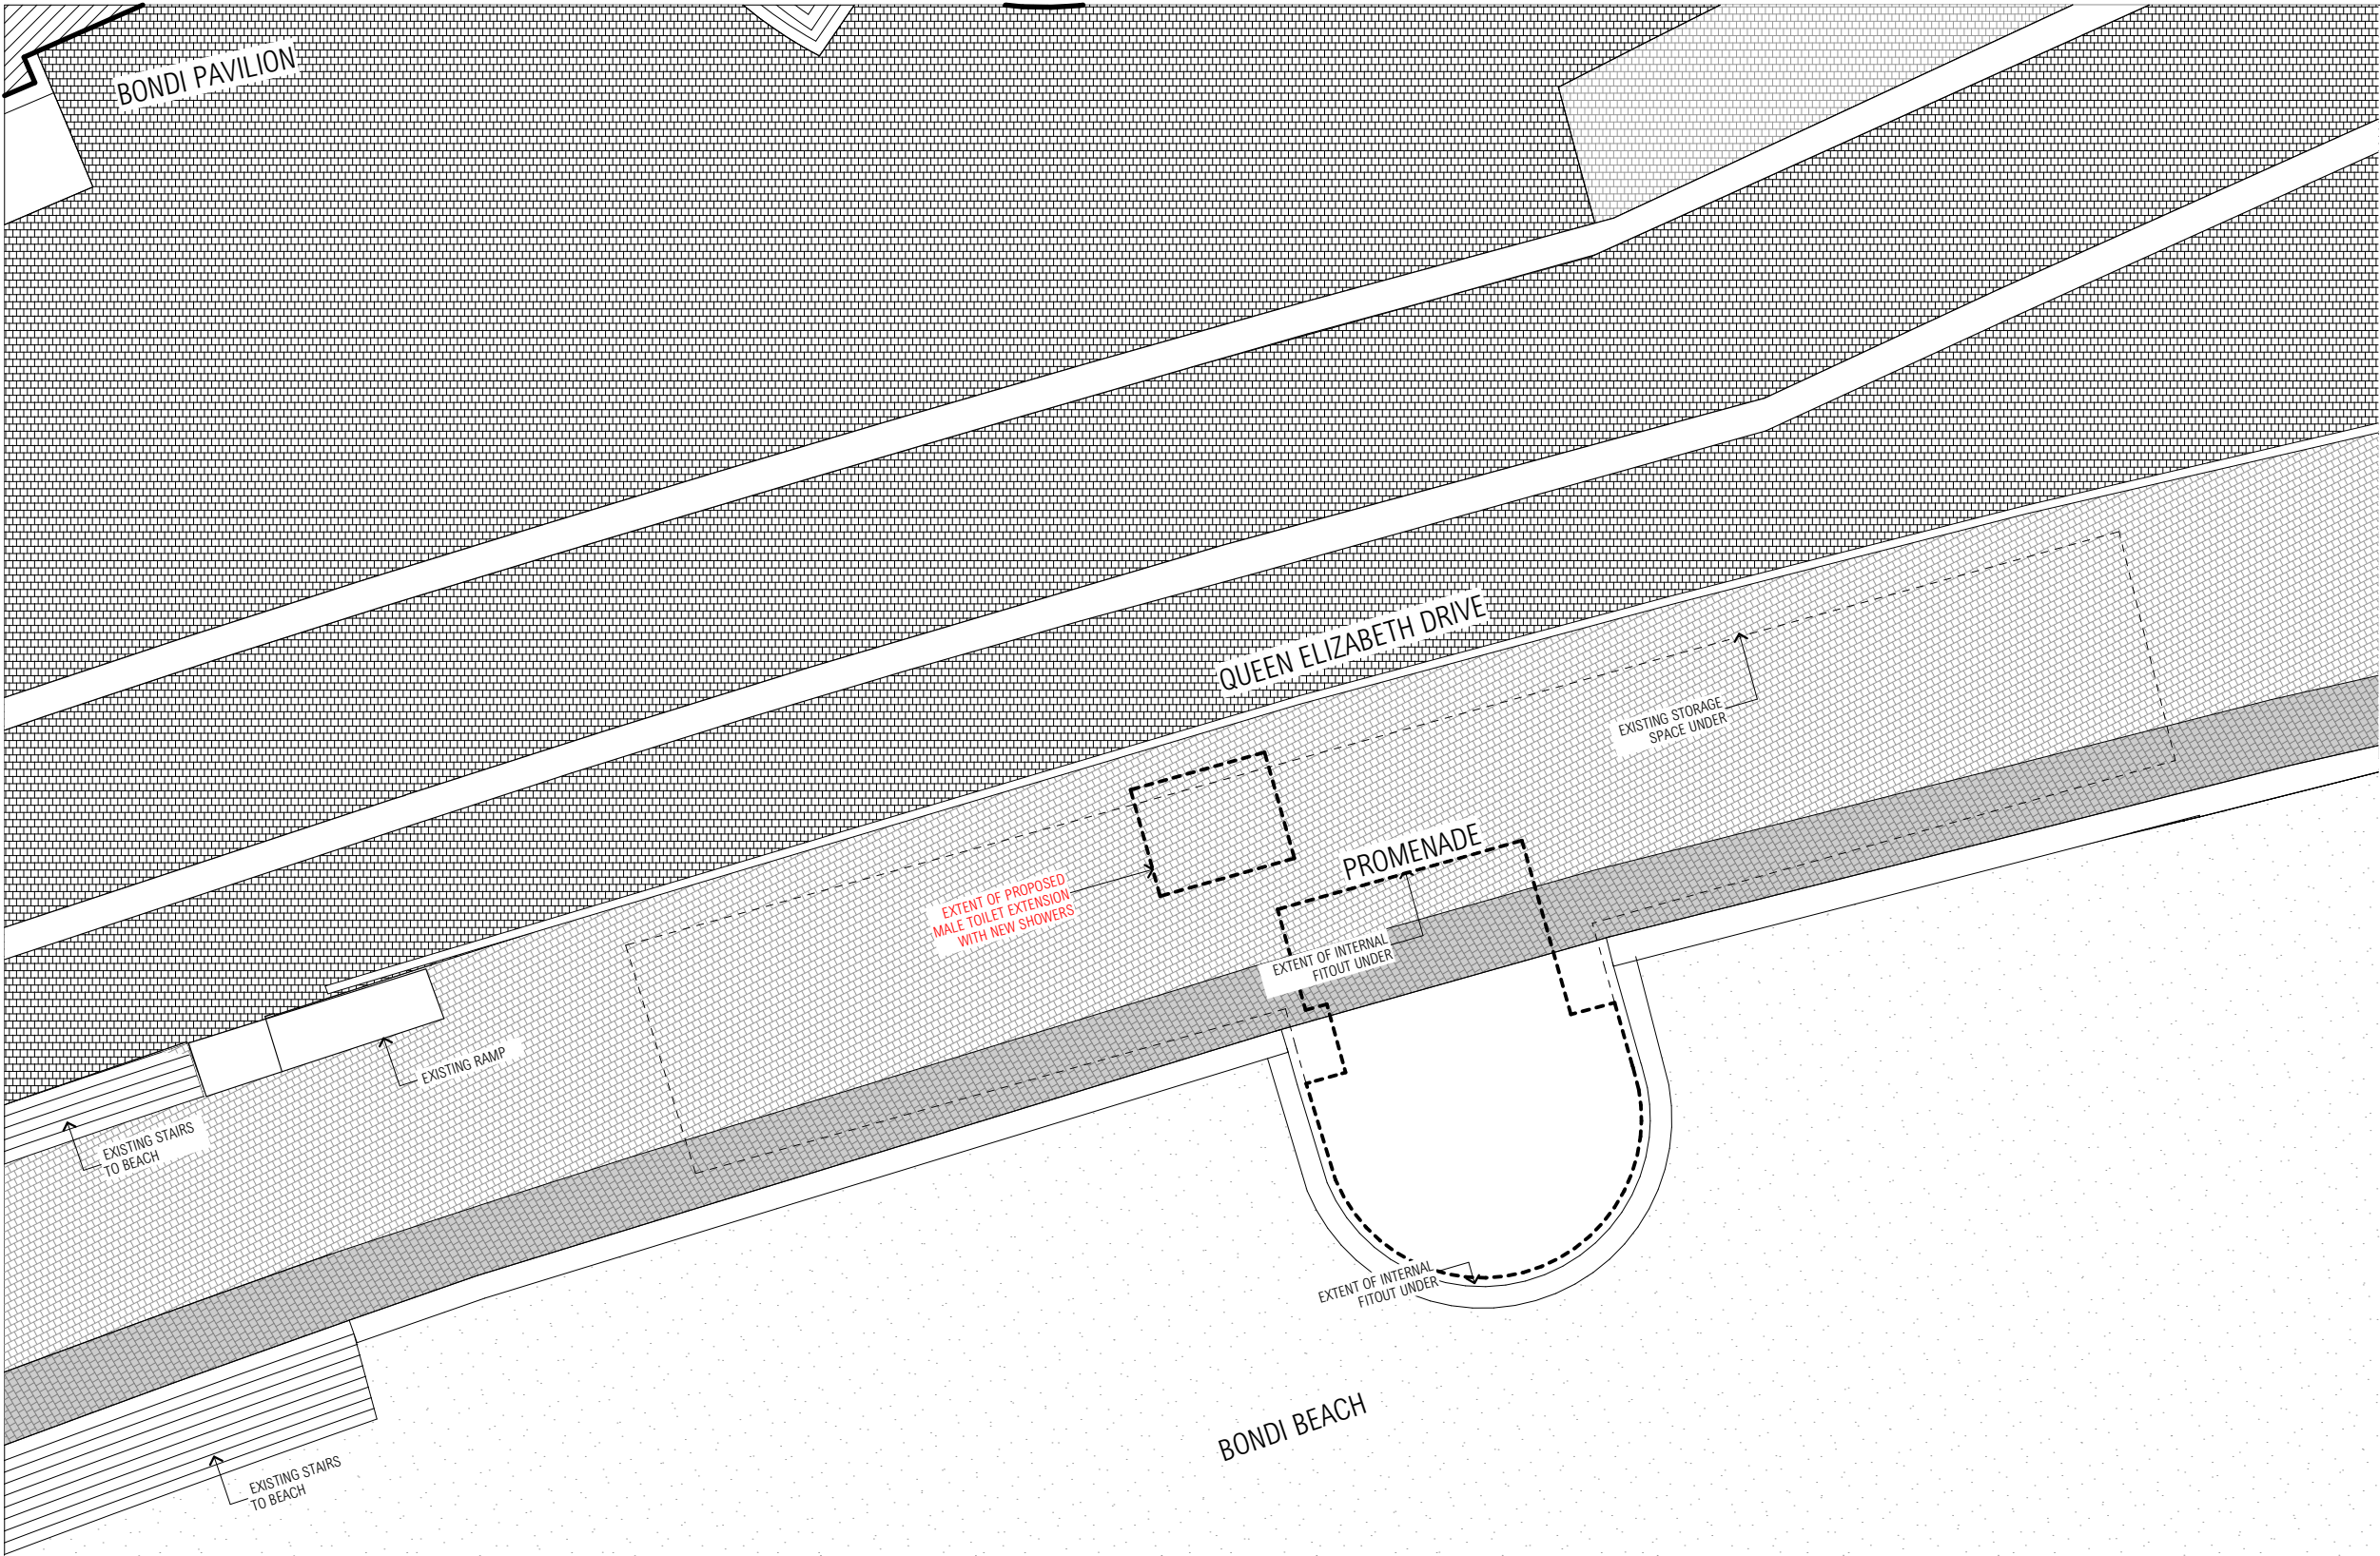 BONDI PAVILION
QUEEN ELIZABETH DRIVE
EXISTING STORAGE
SPACE UNDER
PROMENADE
EXTENT OF PROPOSED
MALE TOILET EXTENSION
WITH NEW SHOWERS
EXTENT OF INTERNAL
FITOUT UNDER
EXISTING RAMP
EXISTING STAIRS
TO BEACH
EXTENT OF INTERNAL
FITOUT UNDER
BONDI BEACH
EXISTING STAIRS
TO BEACH